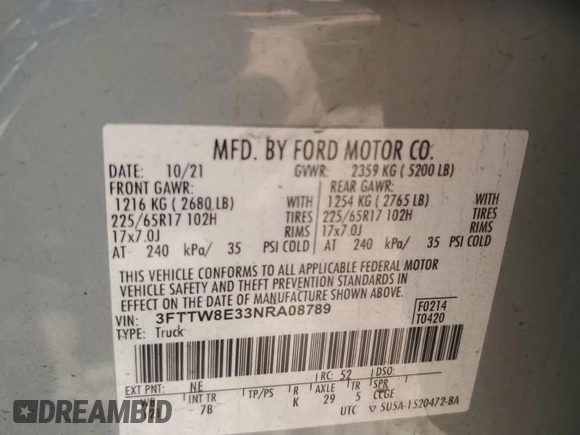 MFD. BY FORD MOTOR CO.
DATE: 10/21 GVWR: 2359 KG ( 5200 LB)
FRONT GAWR: REAR GAWR:
1216 KG ( 2680 LB) WITH 1254 KG ( 2765 LB) WITH
225/65R17 102H TIRES 225/65R17 102H TIRES
17x7.0J RIMS 17x7.0J RIMS
AT 240 kPa/ 35 PSI COLD AT 240 kPa/ 35 PSI COLD
THIS VEHICLE CONFORMS TO ALL APPLICABLE FEDERAL MOTOR
VEHICLE SAFETY AND THEFT PREVENTION STANDARDS IN
EFFECT ON THE DATE OF MANUFACTURE SHOWN ABOVE.
VIN: 3FTTW8E33NRA08789 F0214
TYPE: Truck T0420
EXT PNT: NE RC: 52 DSO:
WB INT TR TP/PS R AXLE TR SPR
7B K 29 5 CCGE
UTC 5U5A-1520472-BA
DREAMBID